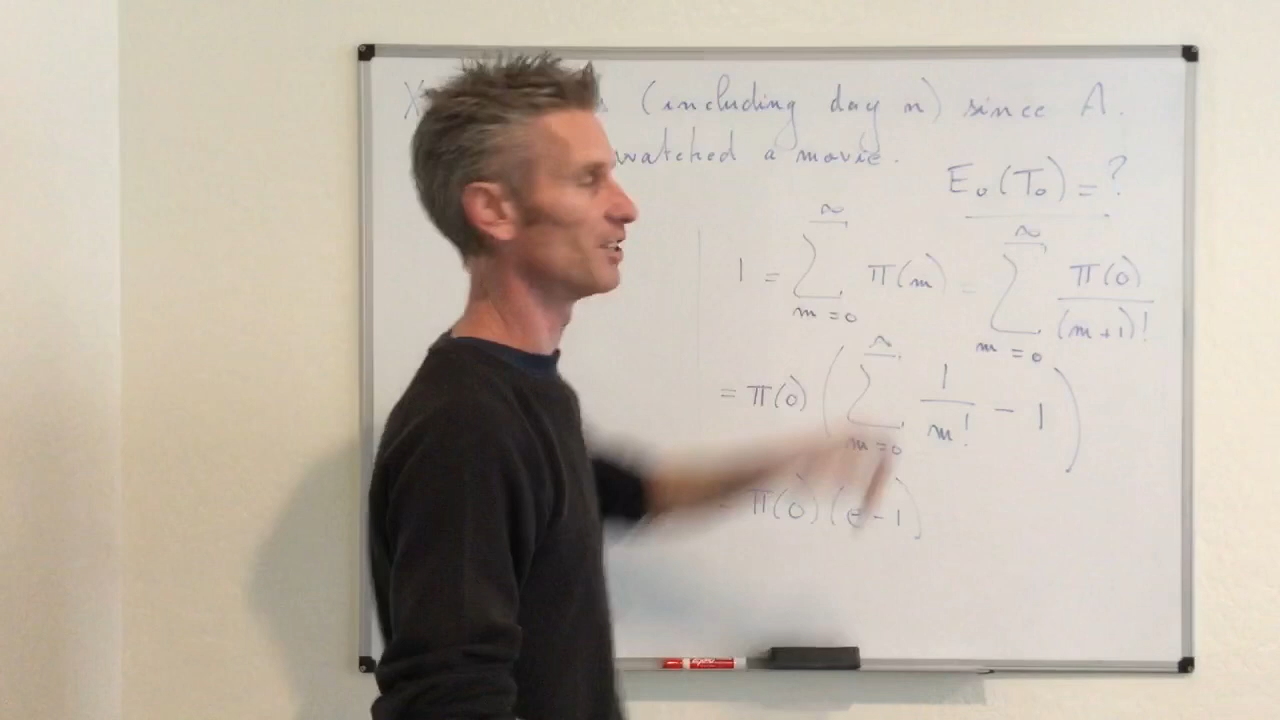 X (including day n) since A.
watched a movie.
E₀(T₀) = ?
1 = ∑_{m=0}^{∞} π(m) = ∑_{m=0}^{∞} π(0)/(m+1)!
= π(0) ( ∑_{m=0}^{∞} 1/m! - 1 )
= π(0) (e - 1)